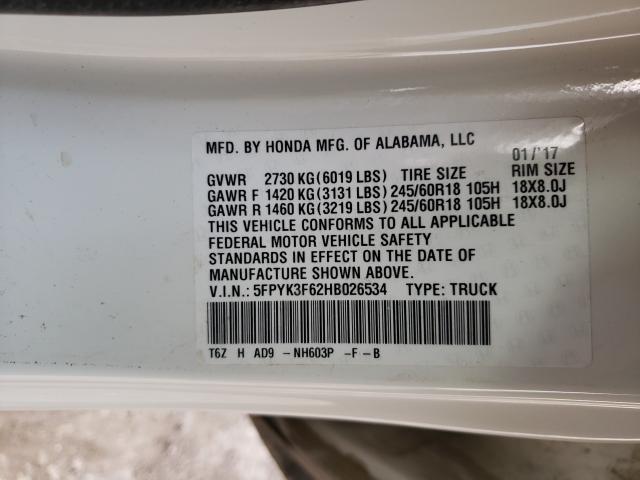 MFD. BY HONDA MFG. OF ALABAMA, LLC
01/'17
GVWR 2730 KG(6019 LBS) TIRE SIZE RIM SIZE
GAWR F 1420 KG(3131 LBS) 245/60R18 105H 18X8.0J
GAWR R 1460 KG(3219 LBS) 245/60R18 105H 18X8.0J
THIS VEHICLE CONFORMS TO ALL APPLICABLE
FEDERAL MOTOR VEHICLE SAFETY
STANDARDS IN EFFECT ON THE DATE OF
MANUFACTURE SHOWN ABOVE.
V.I.N.: 5FPYK3F62HB026534 TYPE: TRUCK
T6Z H AD9 -NH603P -F-B